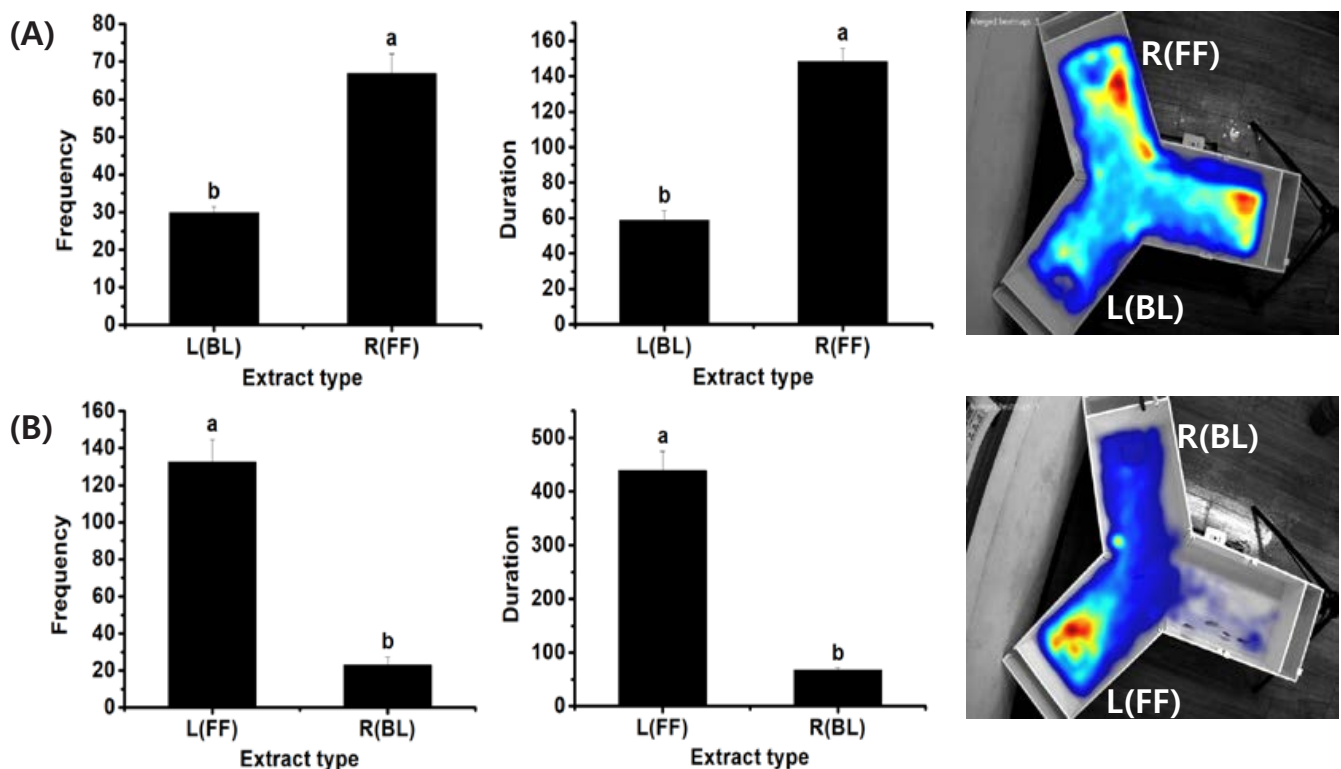 (A)
Frequency
80
70
60
50
40
30
20
10
0
b
a
L(BL)
R(FF)
Extract type
Duration
160
140
120
100
80
60
40
20
0
b
a
L(BL)
R(FF)
Extract type
R(FF)
L(BL)
(B)
Frequency
160
140
120
100
80
60
40
20
0
a
b
L(FF)
R(BL)
Extract type
Duration
500
400
300
200
100
0
a
b
L(FF)
R(BL)
Extract type
R(BL)
L(FF)